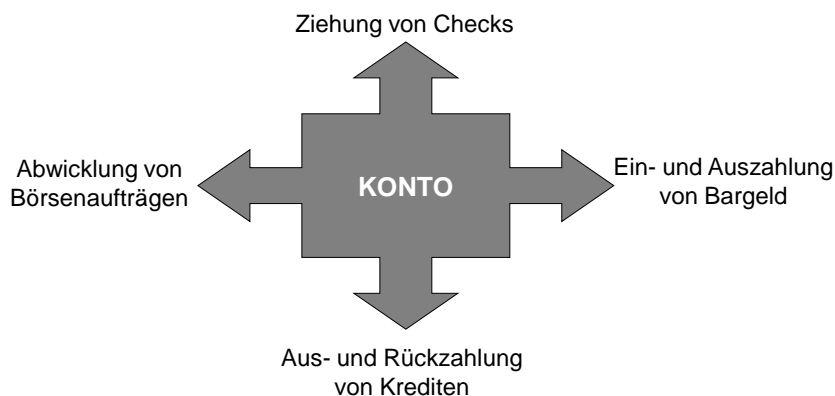 Ziehung von Checks
Abwicklung von
Börsenaufträgen
KONTO
Ein- und Auszahlung
von Bargeld
Aus- und Rückzahlung
von Krediten